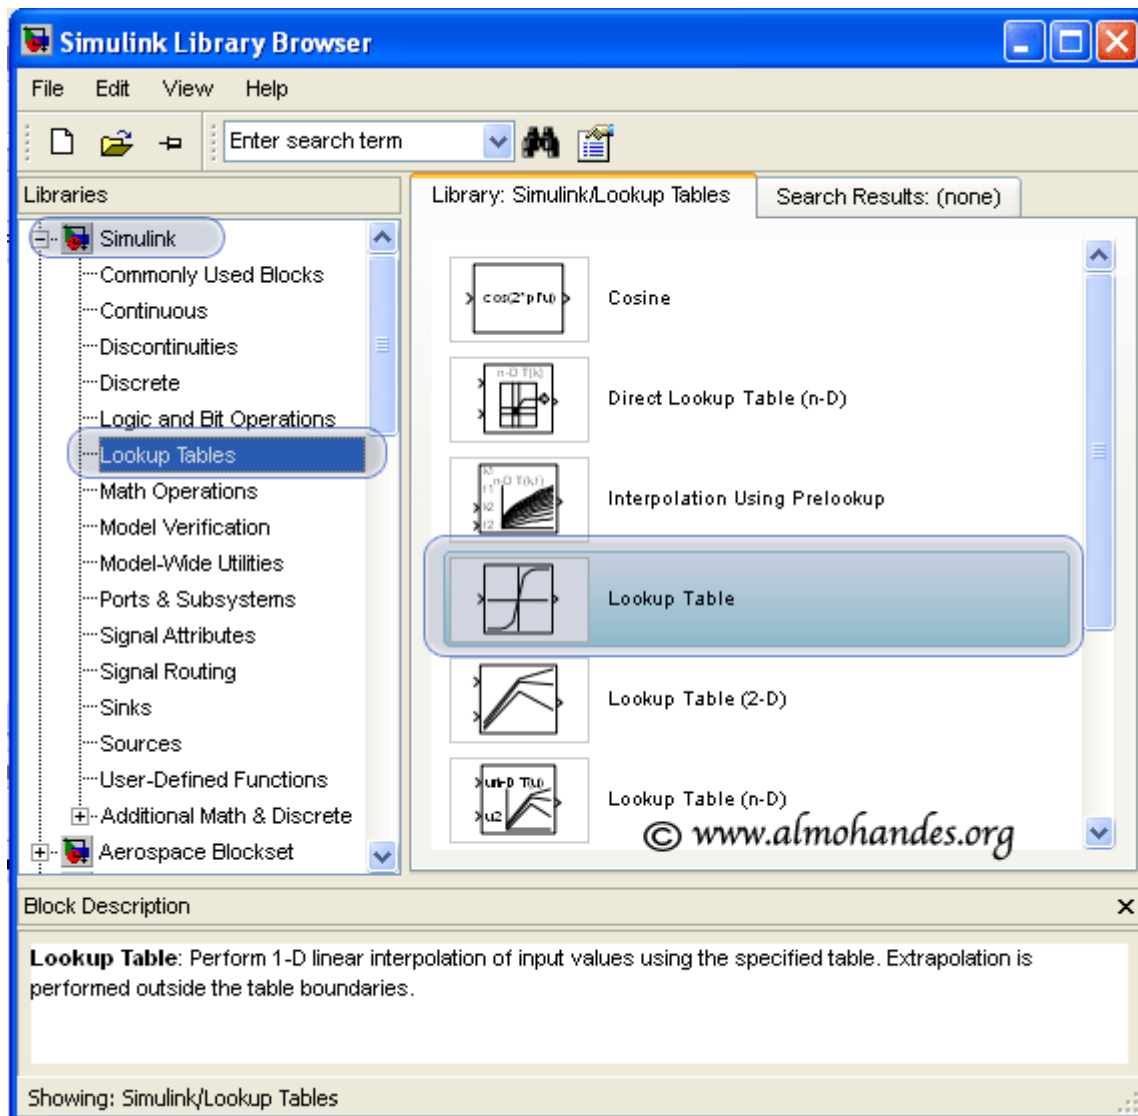 Simulink Library Browser
File Edit View Help
Enter search term
Libraries
Library: Simulink/Lookup Tables
Search Results: (none)
Simulink
Commonly Used Blocks
Continuous
Discontinuities
Discrete
Logic and Bit Operations
Lookup Tables
Math Operations
Model Verification
Model-Wide Utilities
Ports & Subsystems
Signal Attributes
Signal Routing
Sinks
Sources
User-Defined Functions
Additional Math & Discrete
Aerospace Blockset
cos(2*pi*u)
Cosine
n-D T[k]
Direct Lookup Table (n-D)
k1
n-D T(k,f)
f1
k2
f2
Interpolation Using Prelookup
Lookup Table
Lookup Table (2-D)
n-D T(u)
u2
Lookup Table (n-D)
© www.almohandes.org
Block Description
Lookup Table: Perform 1-D linear interpolation of input values using the specified table. Extrapolation is
performed outside the table boundaries.
Showing: Simulink/Lookup Tables